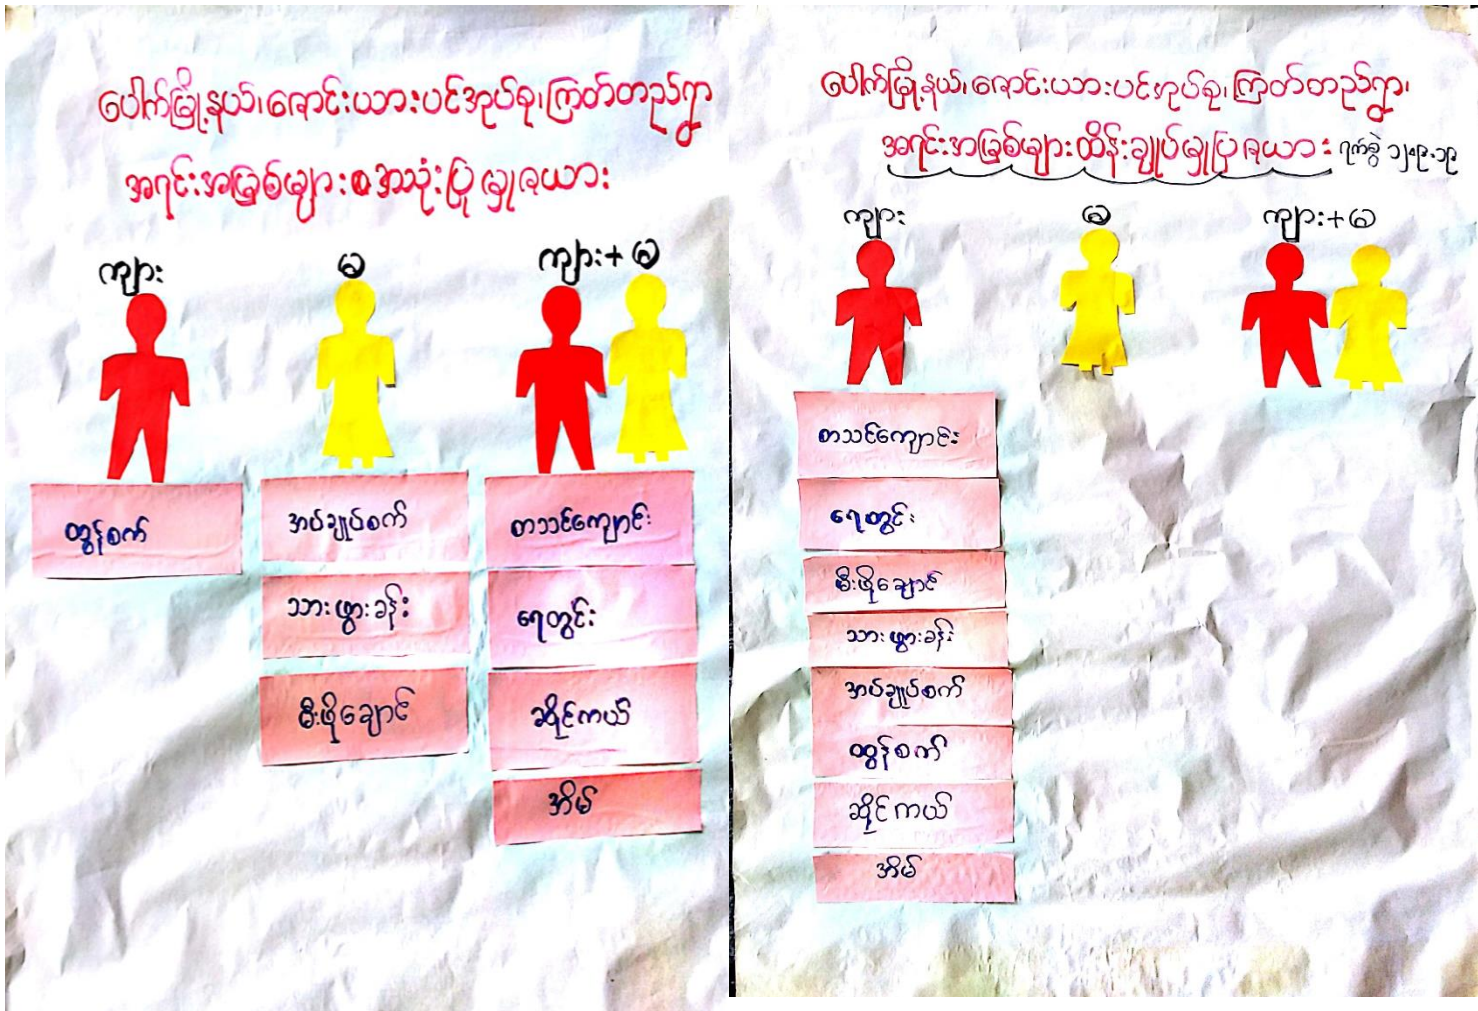 ပေါက်မြို့နယ်၊ ညောင်းယားပင်အုပ်စု၊ ကြတ်တည်ရွာ
အရင်းအမြစ်များအသုံးပြုမှုဇယား
ကျား
မ
ကျား+မ
ထွန်စက်
အပ်ချုပ်စက်
သားဖွားခန်း
မီးဖိုချောင်
စာသင်ကျောင်း
ရေတွင်း
ဆိုင်ကယ်
အိမ်
ပေါက်မြို့နယ်၊ ညောင်းယားပင်အုပ်စု၊ ကြတ်တည်ရွာ၊
အရင်းအမြစ်များထိန်းချုပ်မှုပြဇယား ရက်စွဲ
ကျား
မ
ကျား+မ
စာသင်ကျောင်း
ရေတွင်း
မီးဖိုချောင်
သားဖွားခန်း
အပ်ချုပ်စက်
ထွန်စက်
ဆိုင်ကယ်
အိမ်